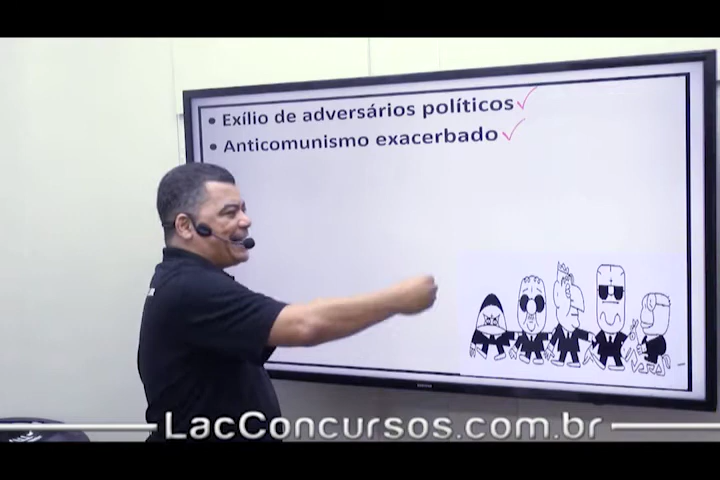 • Exílio de adversários políticos
• Anticomunismo exacerbado
LacConcursos.com.br